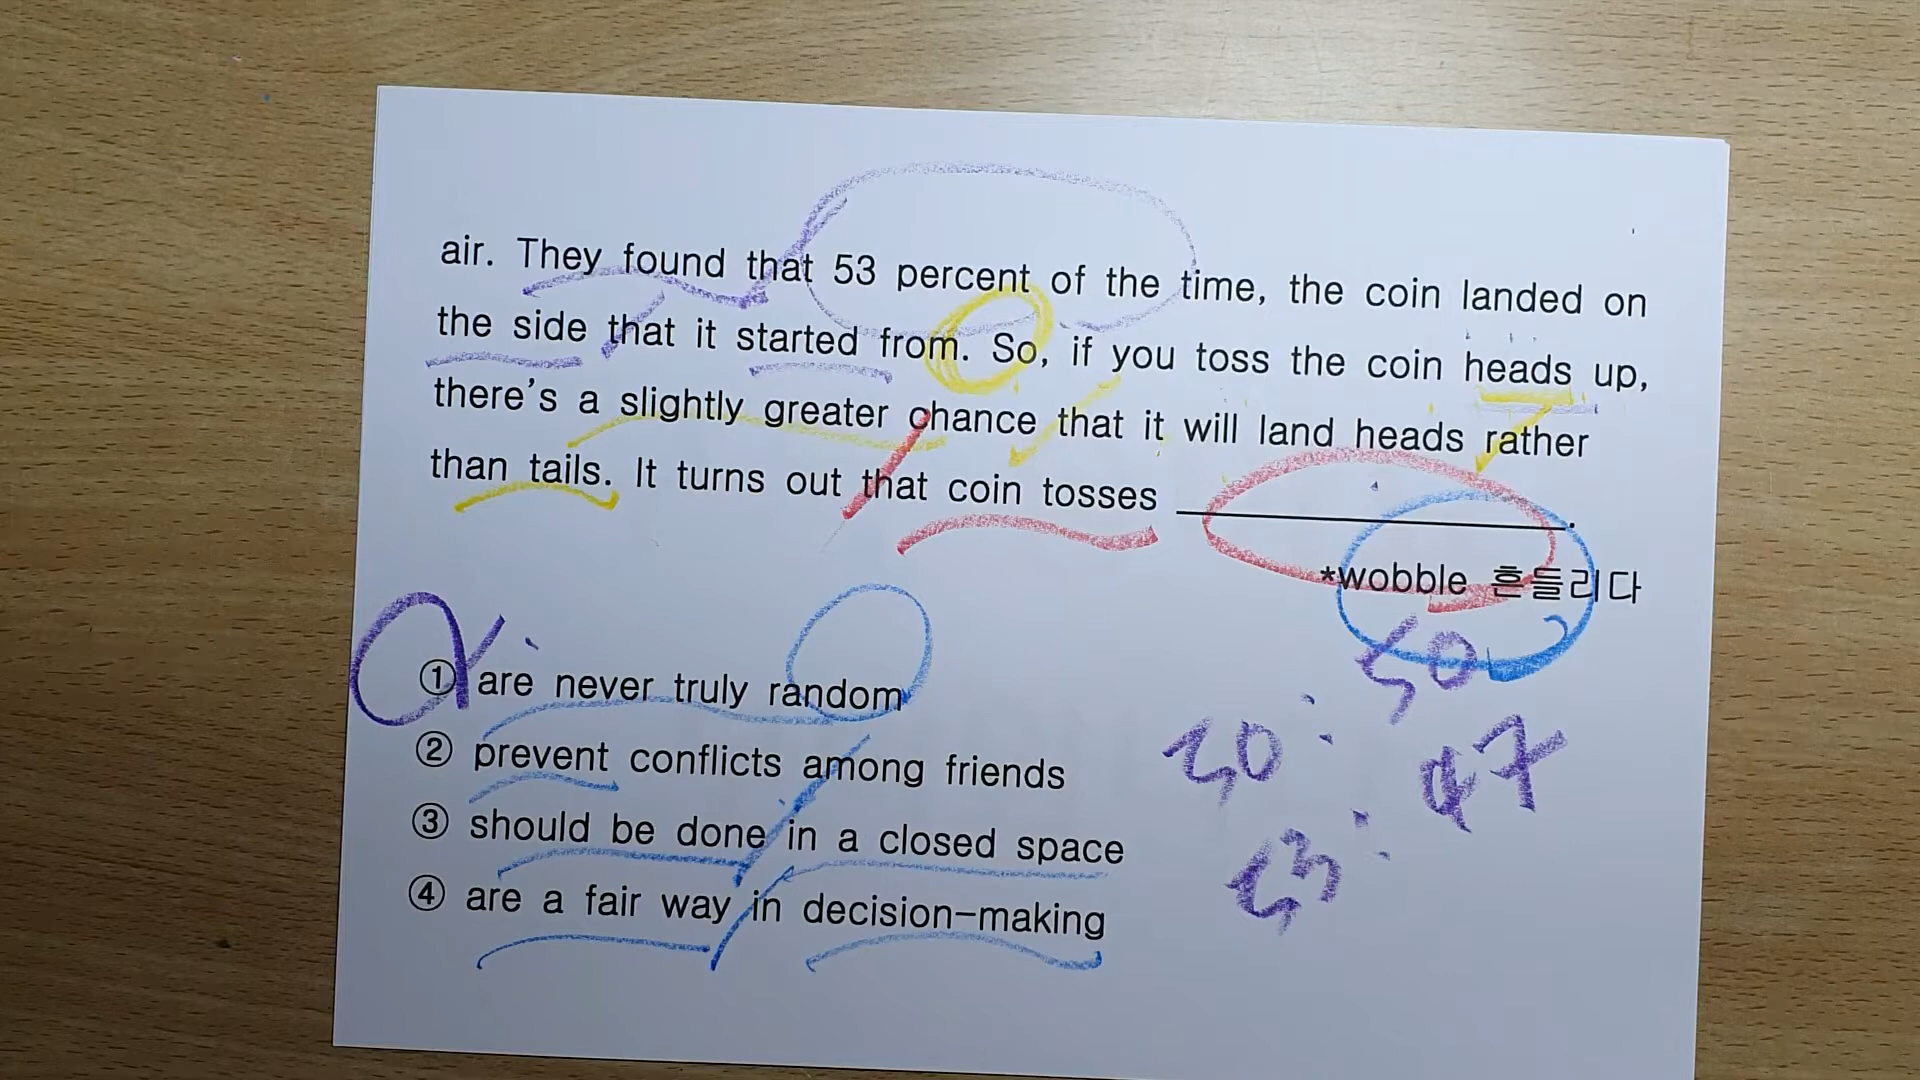 air. They found that 53 percent of the time, the coin landed on
the side that it started from. So, if you toss the coin heads up,
there's a slightly greater chance that it will land heads rather
than tails. It turns out that coin tosses ____________.
*wobble 흔들리다
① are never truly random
② prevent conflicts among friends
③ should be done in a closed space
④ are a fair way in decision-making
50 : 50
53 : 47